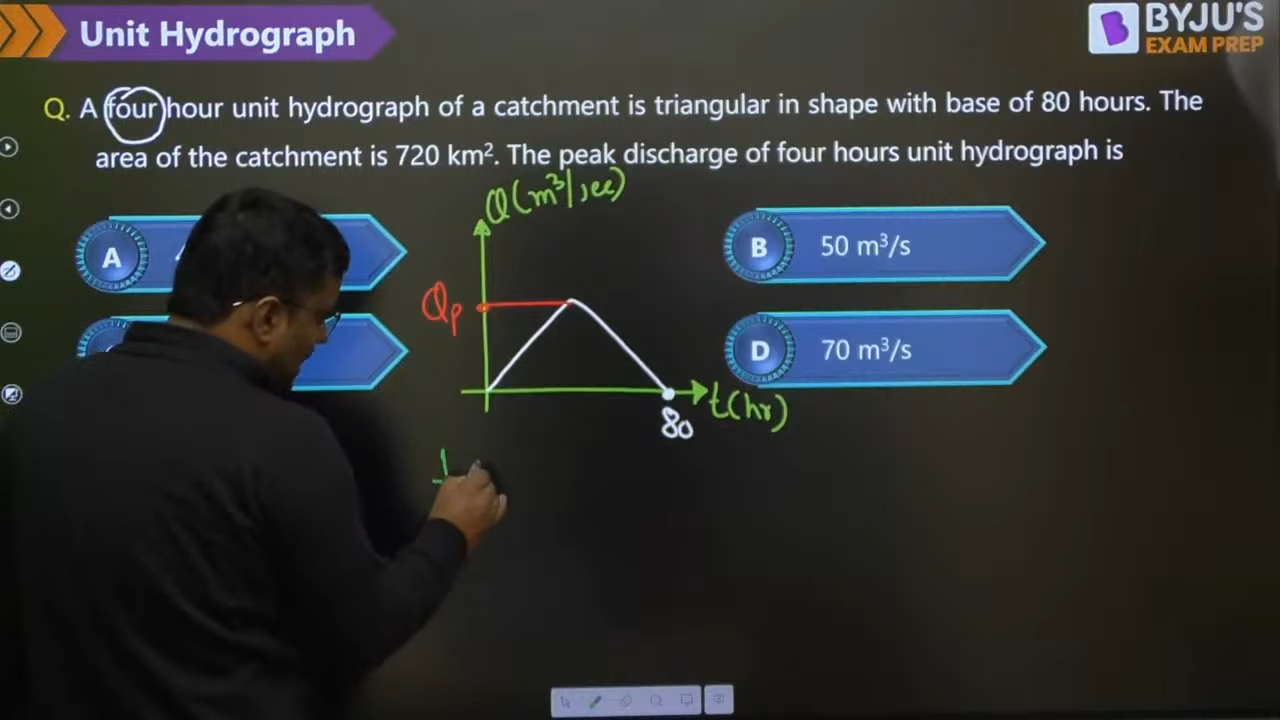 Unit Hydrograph
BYJU'S
EXAM PREP
Q. A four hour unit hydrograph of a catchment is triangular in shape with base of 80 hours. The
area of the catchment is 720 km². The peak discharge of four hours unit hydrograph is
Q(m³/sec)
A
B 50 m³/s
Qp
D 70 m³/s
t(hr)
80